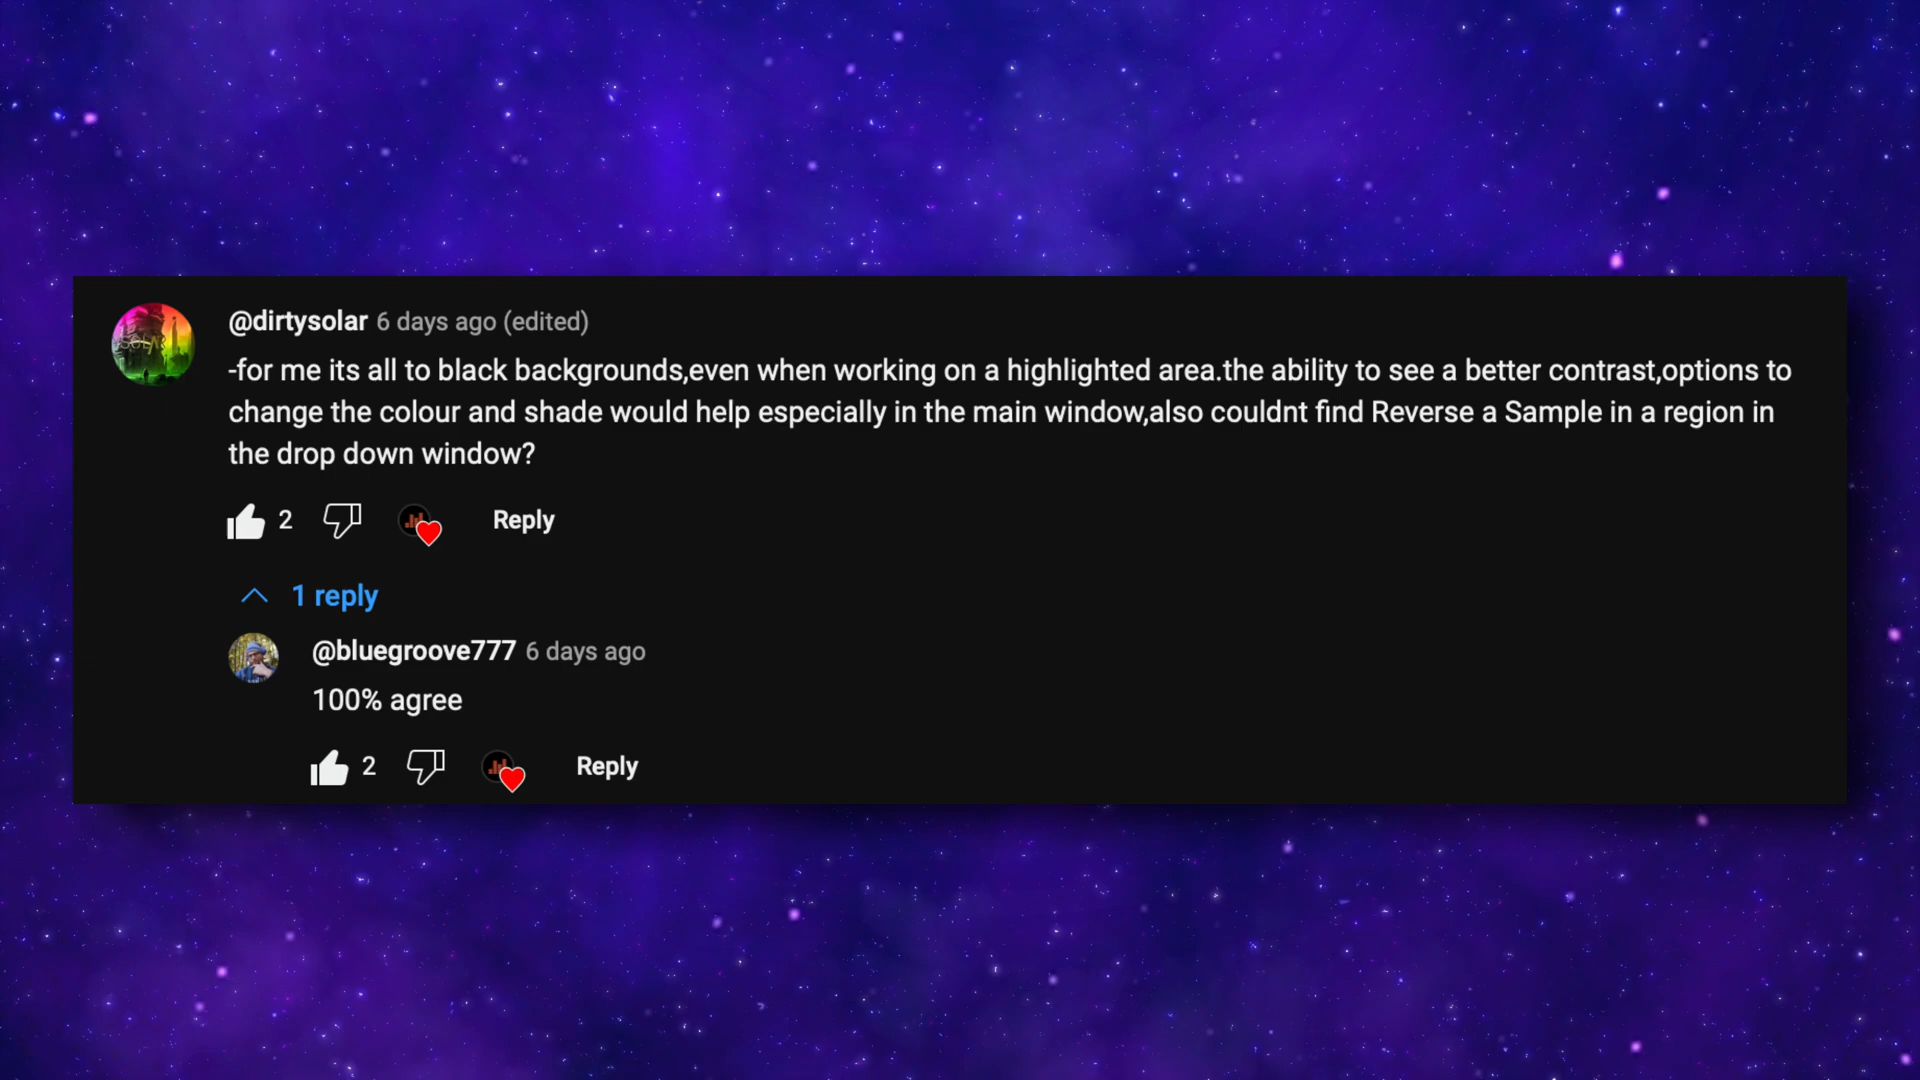 @dirtysolar 6 days ago (edited)
-for me its all to black backgrounds,even when working on a highlighted area.the ability to see a better contrast,options to
change the colour and shade would help especially in the main window,also couldnt find Reverse a Sample in a region in
the drop down window?
2 Reply
1 reply
@bluegroove777 6 days ago
100% agree
2 Reply